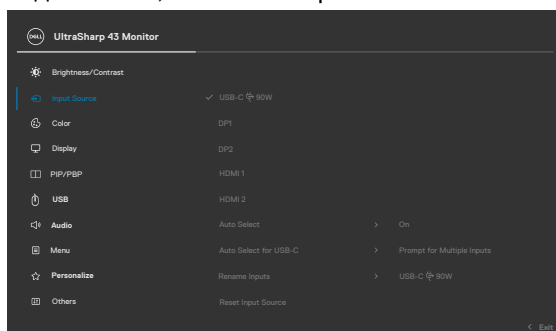 DELL UltraSharp 43 Monitor
Brightness/Contrast
Input Source ✓ USB-C 90W
Color DP1
Display DP2
PIP/PBP HDMI 1
USB HDMI 2
Audio Auto Select > On
Menu Auto Select for USB-C > Prompt for Multiple Inputs
Personalize Rename Inputs > USB-C 90W
Others Reset Input Source
< Exit